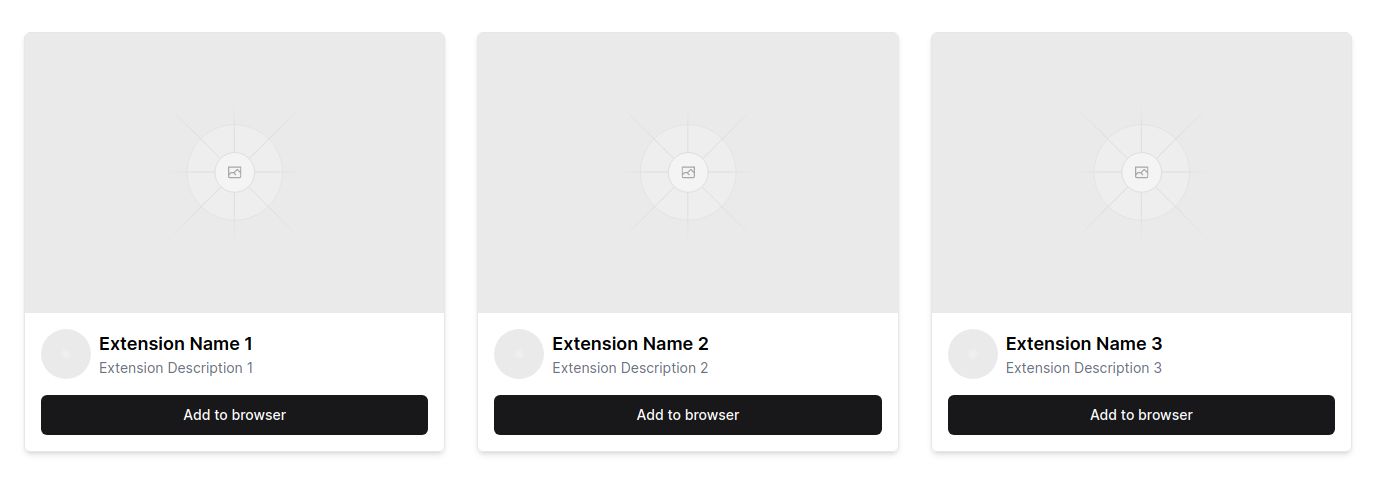 Extension Name 1
Extension Description 1
Add to browser
Extension Name 2
Extension Description 2
Add to browser
Extension Name 3
Extension Description 3
Add to browser